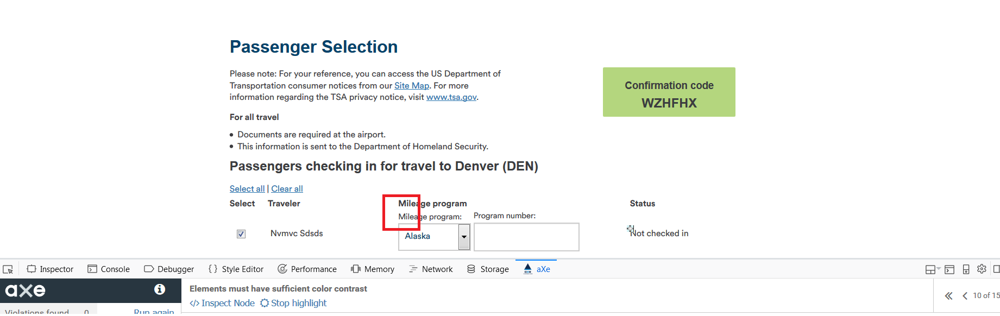 Passenger Selection
Please note: For your reference, you can access the US Department of
Transportation consumer notices from our Site Map. For more
information regarding the TSA privacy notice, visit www.tsa.gov.
Confirmation code
WZHFHX
For all travel
• Documents are required at the airport.
• This information is sent to the Department of Homeland Security.
Passengers checking in for travel to Denver (DEN)
Select all | Clear all
Select Traveler Mileage program Status
Mileage program: Program number:
Nvmvc Sdsds Alaska Not checked in
Inspector Console Debugger { } Style Editor Performance Memory Network Storage aXe
axe
Elements must have sufficient color contrast
</> Inspect Node Stop highlight
10 of 15
Violations found 0 Run again